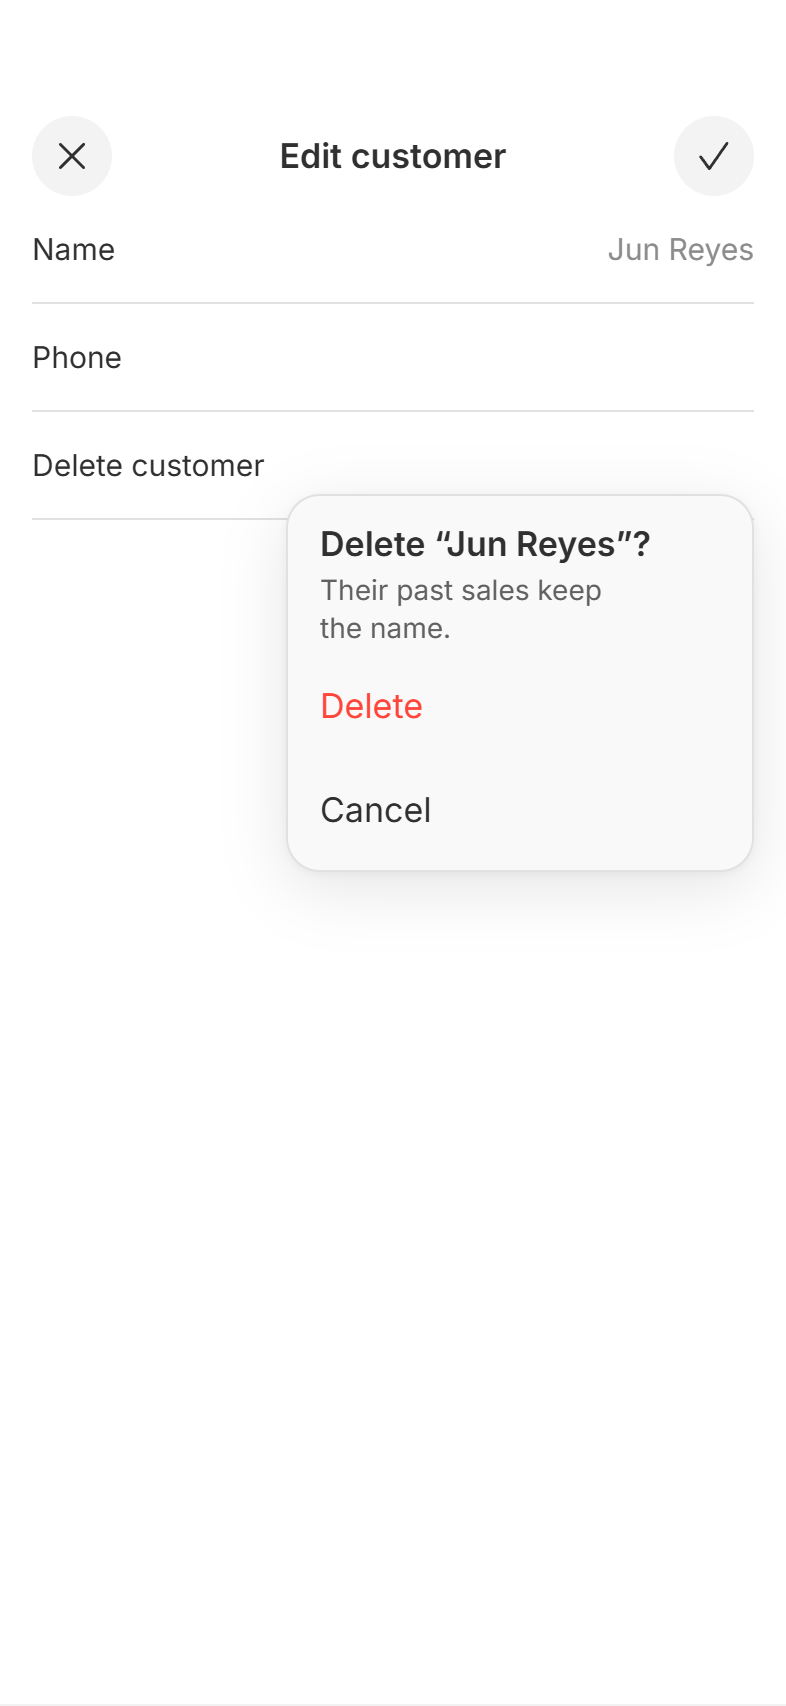 Edit customer
Name Jun Reyes
Phone
Delete customer
Delete “Jun Reyes”?
Their past sales keep
the name.
Delete
Cancel